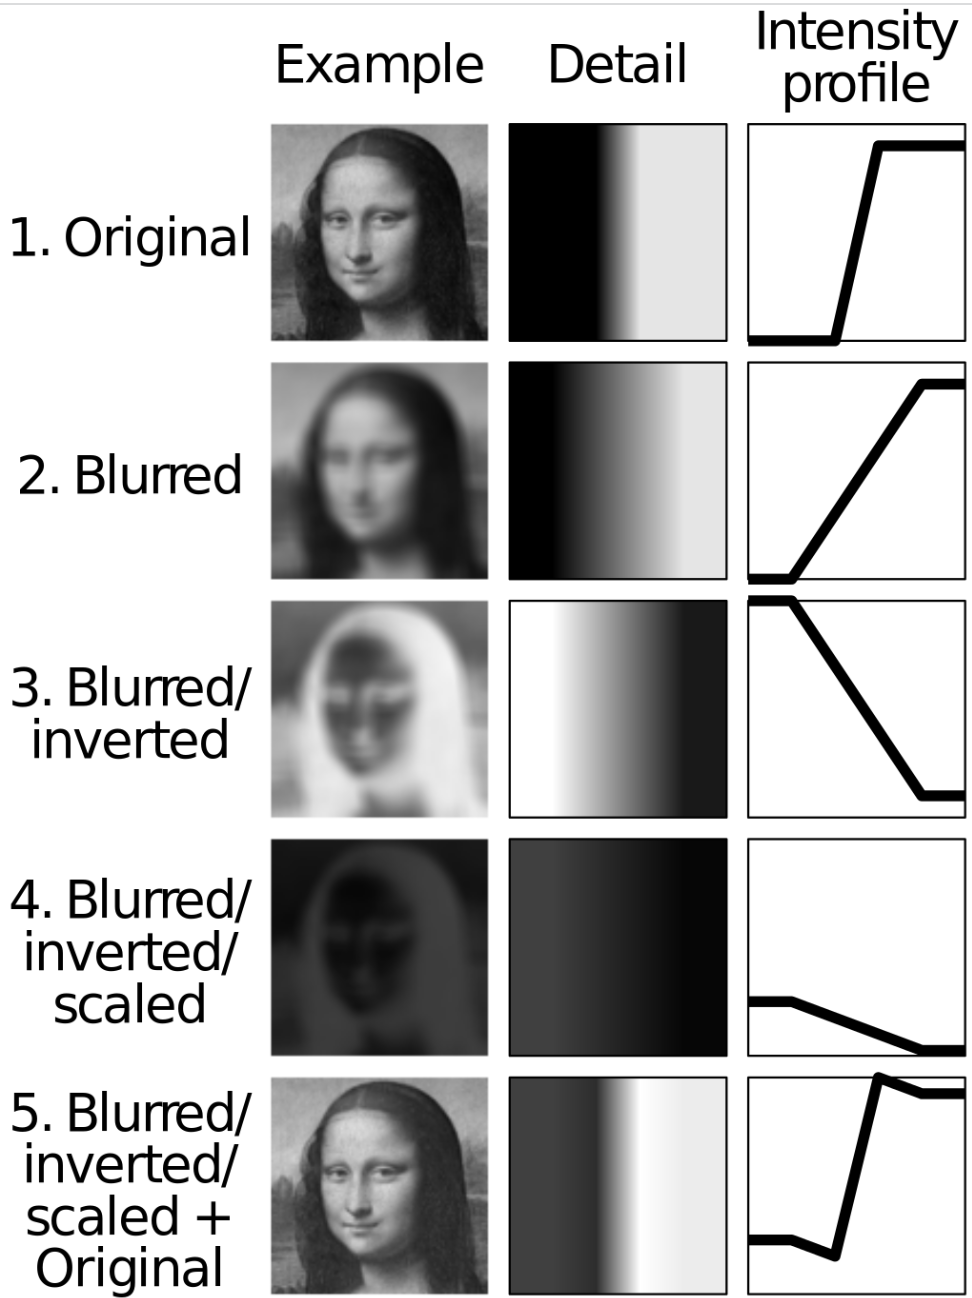 Example
Detail
Intensity
profile
1. Original
2. Blurred
3. Blurred/
inverted
4. Blurred/
inverted/
scaled
5. Blurred/
inverted/
scaled +
Original